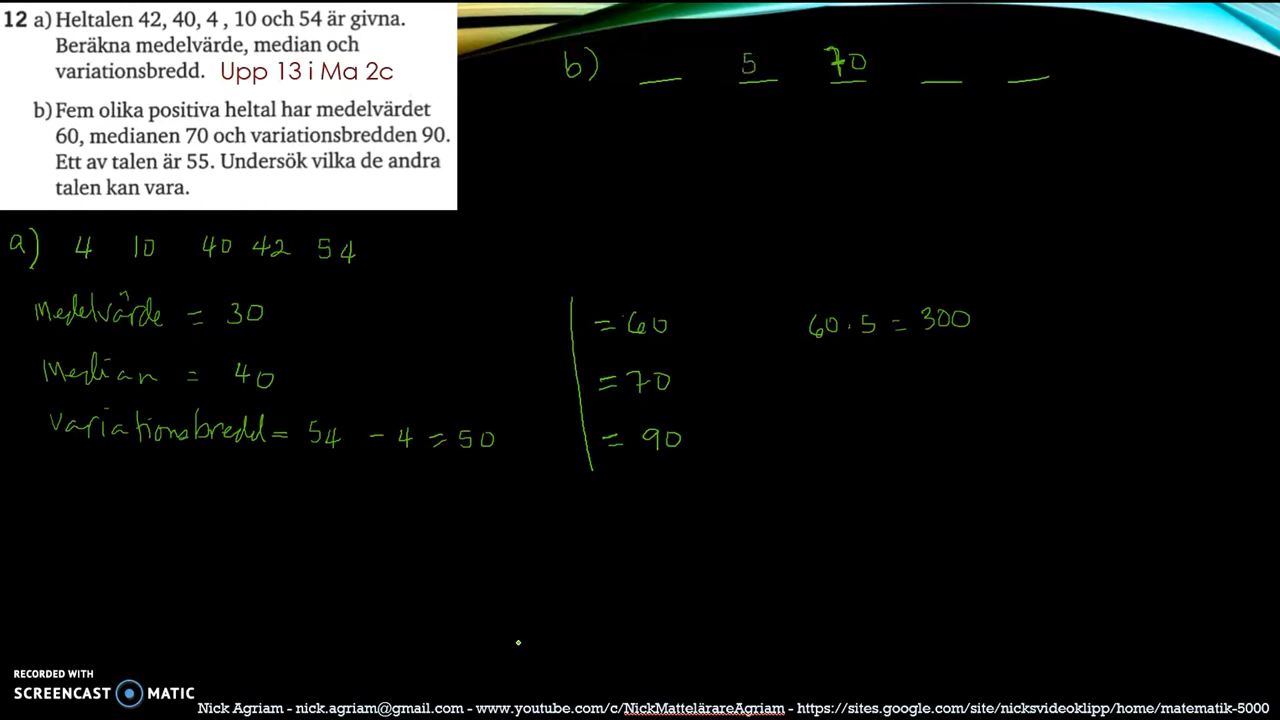 12 a) Heltalen 42, 40, 4 , 10 och 54 är givna.
Beräkna medelvärde, median och
variationsbredd. Upp 13 i Ma 2c
b) Fem olika positiva heltal har medelvärdet
60, medianen 70 och variationsbredden 90.
Ett av talen är 55. Undersök vilka de andra
talen kan vara.
b) __ 5 70 __ __
a) 4 10 40 42 54
Medelvärde = 30
Median = 40
Variationsbredd = 54 - 4 = 50
= 60
= 70
= 90
60 . 5 = 300
RECORDED WITH
SCREENCAST MATIC
Nick Agriam - nick.agriam@gmail.com - www.youtube.com/c/NickMattelärareAgriam - https://sites.google.com/site/nicksvideoklipp/home/matematik-5000